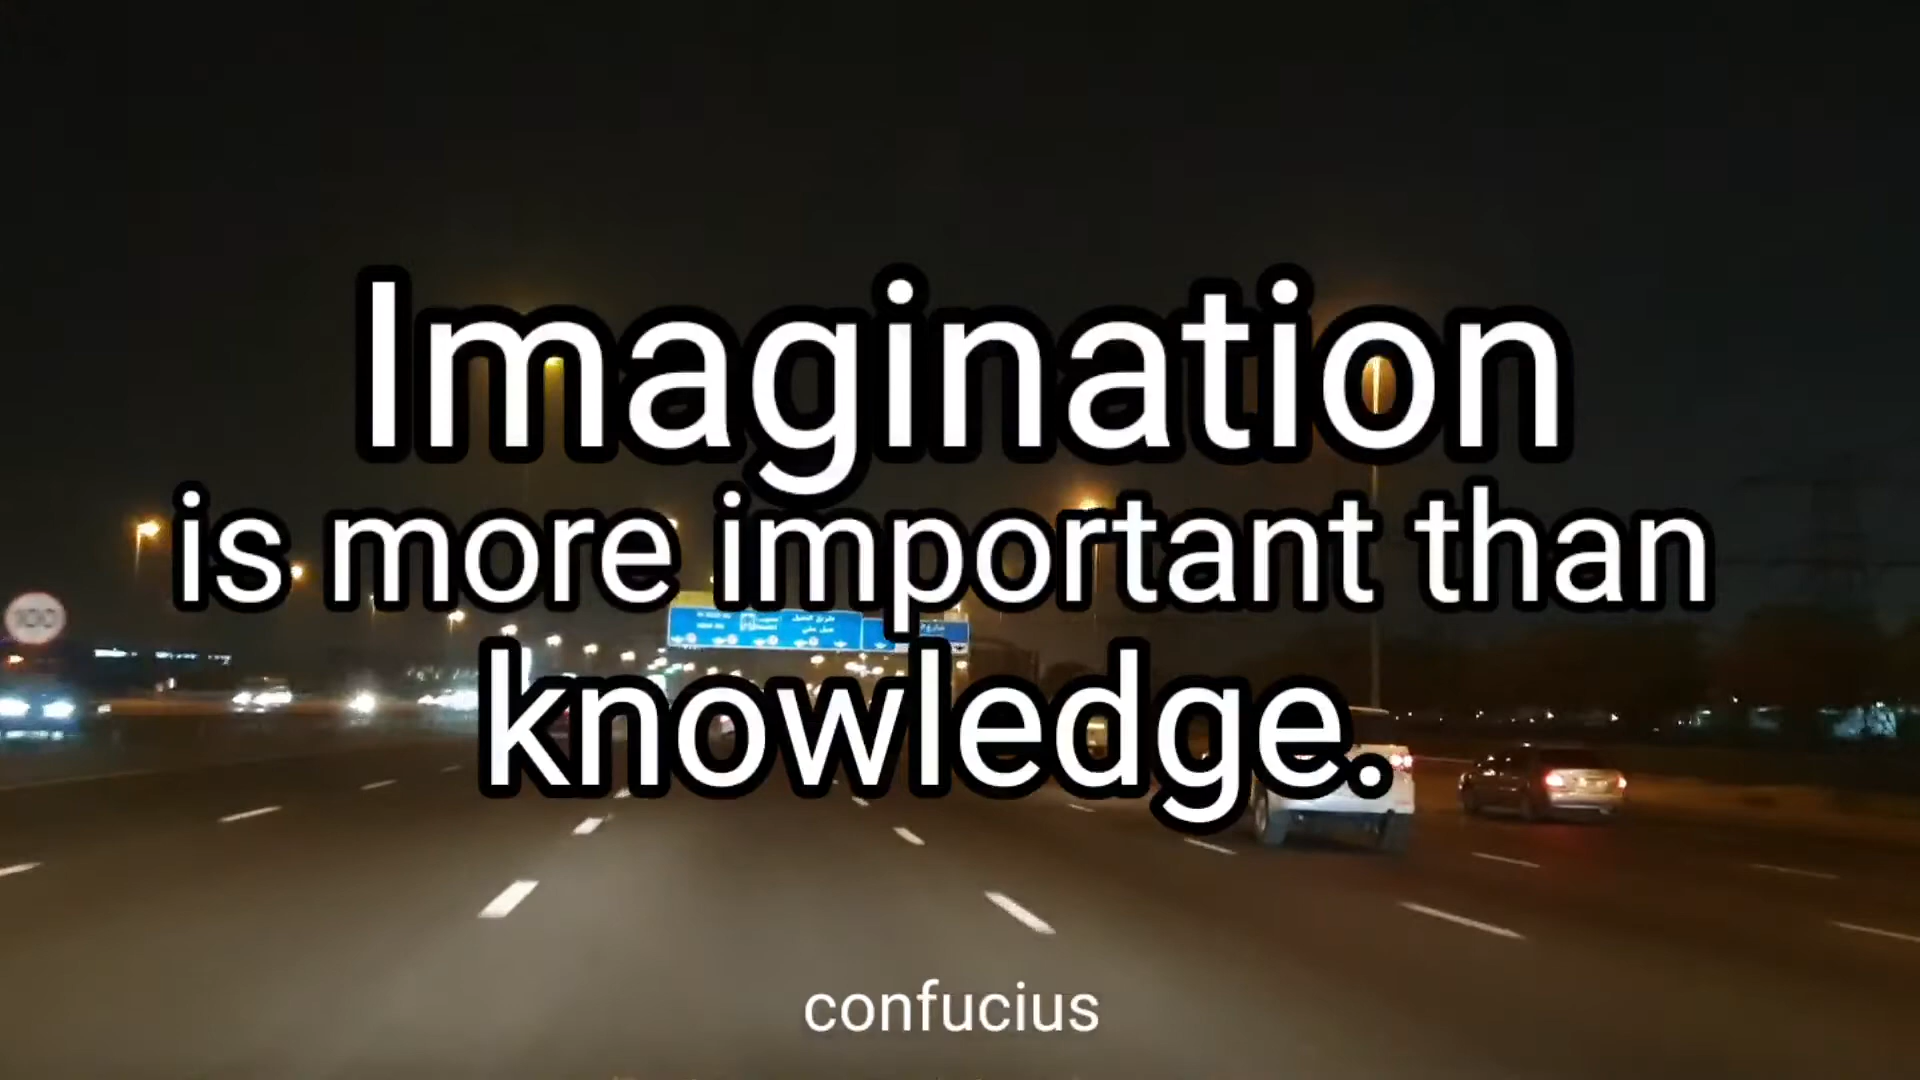 Imagination
is more important than
knowledge.
100
confucius